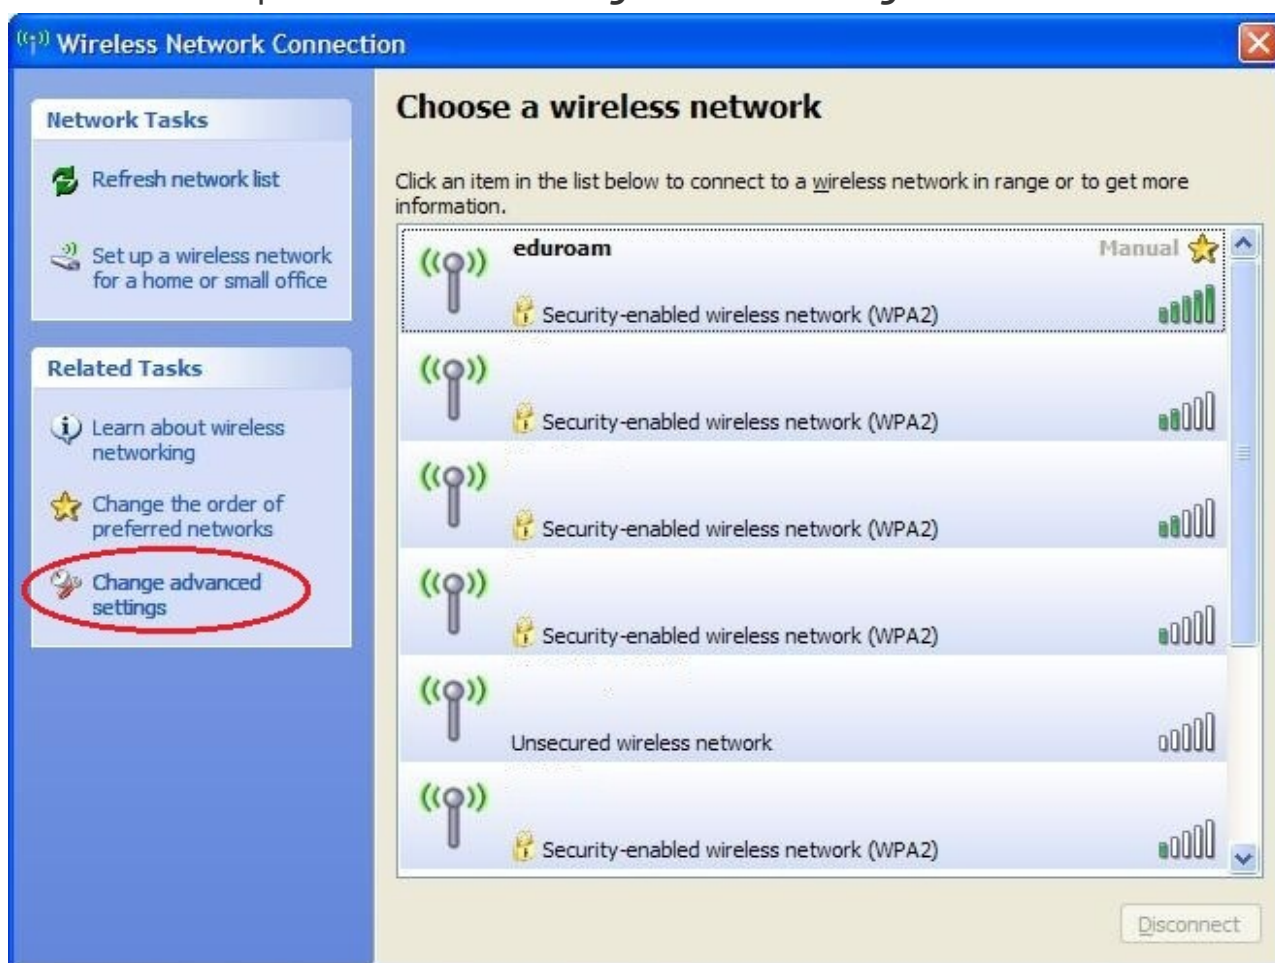 Wireless Network Connection
Network Tasks
Refresh network list
Set up a wireless network
for a home or small office
Related Tasks
Learn about wireless
networking
Change the order of
preferred networks
Change advanced
settings
Choose a wireless network
Click an item in the list below to connect to a wireless network in range or to get more
information.
eduroam
Manual
Security-enabled wireless network (WPA2)
Security-enabled wireless network (WPA2)
Security-enabled wireless network (WPA2)
Security-enabled wireless network (WPA2)
Unsecured wireless network
Security-enabled wireless network (WPA2)
Disconnect